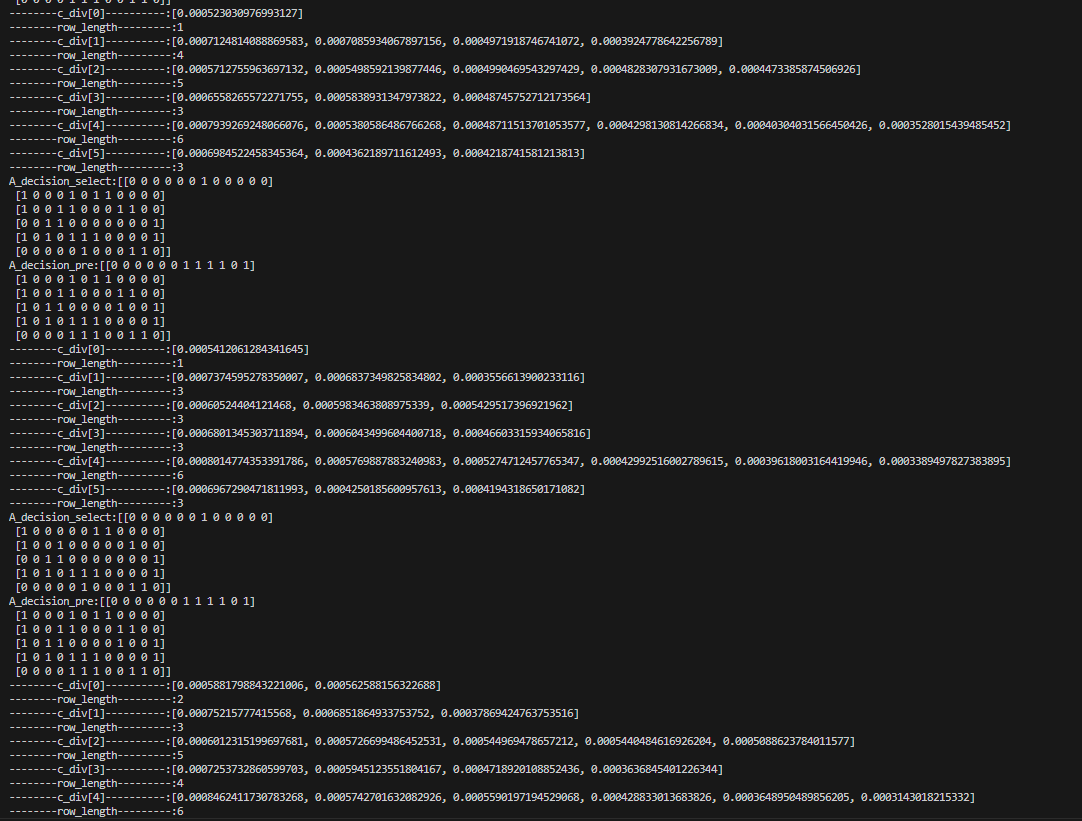 [0 0 0 0 1 1 1 0 0 1 1 0]]
--------c_div[0]----------:[0.000523030976993127]
--------row_length---------:1
--------c_div[1]----------:[0.0007124814088869583, 0.0007085934067897156, 0.0004971918746741072, 0.0003924778642256789]
--------row_length---------:4
--------c_div[2]----------:[0.0005712755963697132, 0.0005498592139877446, 0.0004990469543297429, 0.0004828307931673009, 0.0004473385874506926]
--------row_length---------:5
--------c_div[3]----------:[0.0006558265572271755, 0.0005838931347973822, 0.00048745752712173564]
--------row_length---------:3
--------c_div[4]----------:[0.0007939269248066076, 0.0005380586486766268, 0.00048711513701053577, 0.0004298130814266834, 0.00040304031566450426, 0.0003528015439485452]
--------row_length---------:6
--------c_div[5]----------:[0.0006984522458345364, 0.0004362189711612493, 0.0004218741581213813]
--------row_length---------:3
A_decision_select:[[0 0 0 0 0 0 1 0 0 0 0 0]
[1 0 0 0 1 0 1 1 0 0 0 0]
[1 0 0 1 1 0 0 0 1 1 0 0]
[0 0 1 1 0 0 0 0 0 0 0 1]
[1 0 1 0 1 1 1 0 0 0 0 1]
[0 0 0 0 0 1 0 0 0 1 1 0]]
A_decision_pre:[[0 0 0 0 0 0 1 1 1 1 0 1]
[1 0 0 0 1 0 1 1 0 0 0 0]
[1 0 0 1 1 0 0 0 1 1 0 0]
[1 0 1 1 0 0 0 0 1 0 0 1]
[1 0 1 0 1 1 1 0 0 0 0 1]
[0 0 0 0 1 1 1 0 0 1 1 0]]
--------c_div[0]----------:[0.0005412061284341645]
--------row_length---------:1
--------c_div[1]----------:[0.0007374595278350007, 0.0006837349825834802, 0.0003556613900233116]
--------row_length---------:3
--------c_div[2]----------:[0.00060524404121468, 0.0005983463808975339, 0.0005429517396921962]
--------row_length---------:3
--------c_div[3]----------:[0.0006801345303711894, 0.0006043499604400718, 0.00046603315934065816]
--------row_length---------:3
--------c_div[4]----------:[0.0008014774353391786, 0.0005769887883240983, 0.0005274712457765347, 0.00042992516002789615, 0.00039618003164419946, 0.0003389497827383895]
--------row_length---------:6
--------c_div[5]----------:[0.0006967290471811993, 0.0004250185600957613, 0.0004194318650171082]
--------row_length---------:3
A_decision_select:[[0 0 0 0 0 0 1 0 0 0 0 0]
[1 0 0 0 0 0 1 1 0 0 0 0]
[1 0 0 1 0 0 0 0 0 1 0 0]
[0 0 1 1 0 0 0 0 0 0 0 1]
[1 0 1 0 1 1 1 0 0 0 0 1]
[0 0 0 0 0 1 0 0 0 1 1 0]]
A_decision_pre:[[0 0 0 0 0 0 1 1 1 1 0 1]
[1 0 0 0 1 0 1 1 0 0 0 0]
[1 0 0 1 1 0 0 0 1 1 0 0]
[1 0 1 1 0 0 0 0 1 0 0 1]
[1 0 1 0 1 1 1 0 0 0 0 1]
[0 0 0 0 1 1 1 0 0 1 1 0]]
--------c_div[0]----------:[0.0005881798843221006, 0.000562588156322688]
--------row_length---------:2
--------c_div[1]----------:[0.00075215777415568, 0.0006851864933753752, 0.00037869424763753516]
--------row_length---------:3
--------c_div[2]----------:[0.0006012315199697681, 0.0005726699486452531, 0.000544969478657212, 0.0005440484616926204, 0.0005088623784011577]
--------row_length---------:5
--------c_div[3]----------:[0.0007253732860599703, 0.0005945123551804167, 0.0004718920108852436, 0.0003636845401226344]
--------row_length---------:4
--------c_div[4]----------:[0.0008462411730783268, 0.0005742701632082926, 0.0005590197194529068, 0.000428833013683826, 0.0003648950489856205, 0.0003143018215332]
--------row_length---------:6